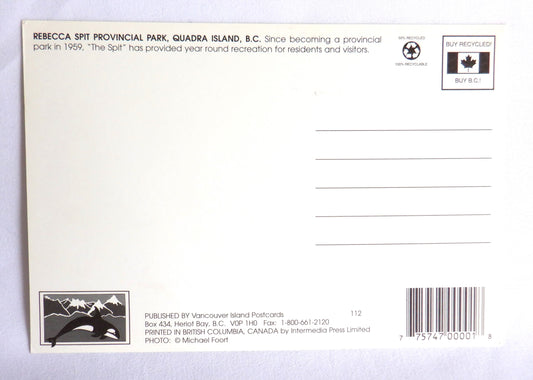 REBECCA SPIT PROVINCIAL PARK, QUADRA ISLAND, B.C. Since becoming a provincial
park in 1959, "The Spit" has provided year round recreation for residents and visitors.
50% RECYCLED
100% RECYCLABLE
BUY RECYCLED!
BUY B.C.!
PUBLISHED BY Vancouver Island Postcards 112
Box 434, Heriot Bay, B.C. V0P 1H0 Fax: 1-800-661-2120
PRINTED IN BRITISH COLUMBIA, CANADA by Intermedia Press Limited
PHOTO: © Michael Foort
7 75747 00001 8